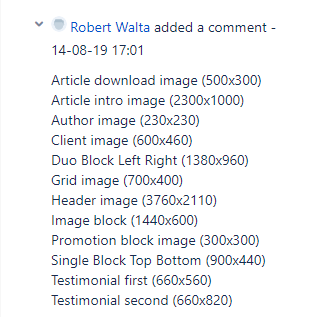 Robert Walta added a comment -
14-08-19 17:01
Article download image (500x300)
Article intro image (2300x1000)
Author image (230x230)
Client image (600x460)
Duo Block Left Right (1380x960)
Grid image (700x400)
Header image (3760x2110)
Image block (1440x600)
Promotion block image (300x300)
Single Block Top Bottom (900x440)
Testimonial first (660x560)
Testimonial second (660x820)